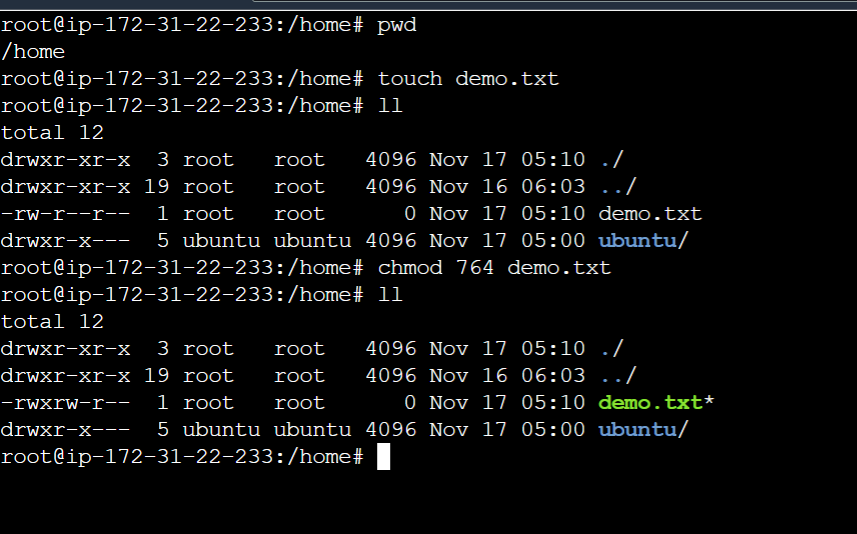 root@ip-172-31-22-233:/home# pwd
/home
root@ip-172-31-22-233:/home# touch demo.txt
root@ip-172-31-22-233:/home# ll
total 12
drwxr-xr-x  3 root   root   4096 Nov 17 05:10 ./
drwxr-xr-x 19 root   root   4096 Nov 16 06:03 ../
-rw-r--r--  1 root   root      0 Nov 17 05:10 demo.txt
drwxr-x---  5 ubuntu ubuntu 4096 Nov 17 05:00 ubuntu/
root@ip-172-31-22-233:/home# chmod 764 demo.txt
root@ip-172-31-22-233:/home# ll
total 12
drwxr-xr-x  3 root   root   4096 Nov 17 05:10 ./
drwxr-xr-x 19 root   root   4096 Nov 16 06:03 ../
-rwxrw-r--  1 root   root      0 Nov 17 05:10 demo.txt*
drwxr-x---  5 ubuntu ubuntu 4096 Nov 17 05:00 ubuntu/
root@ip-172-31-22-233:/home#